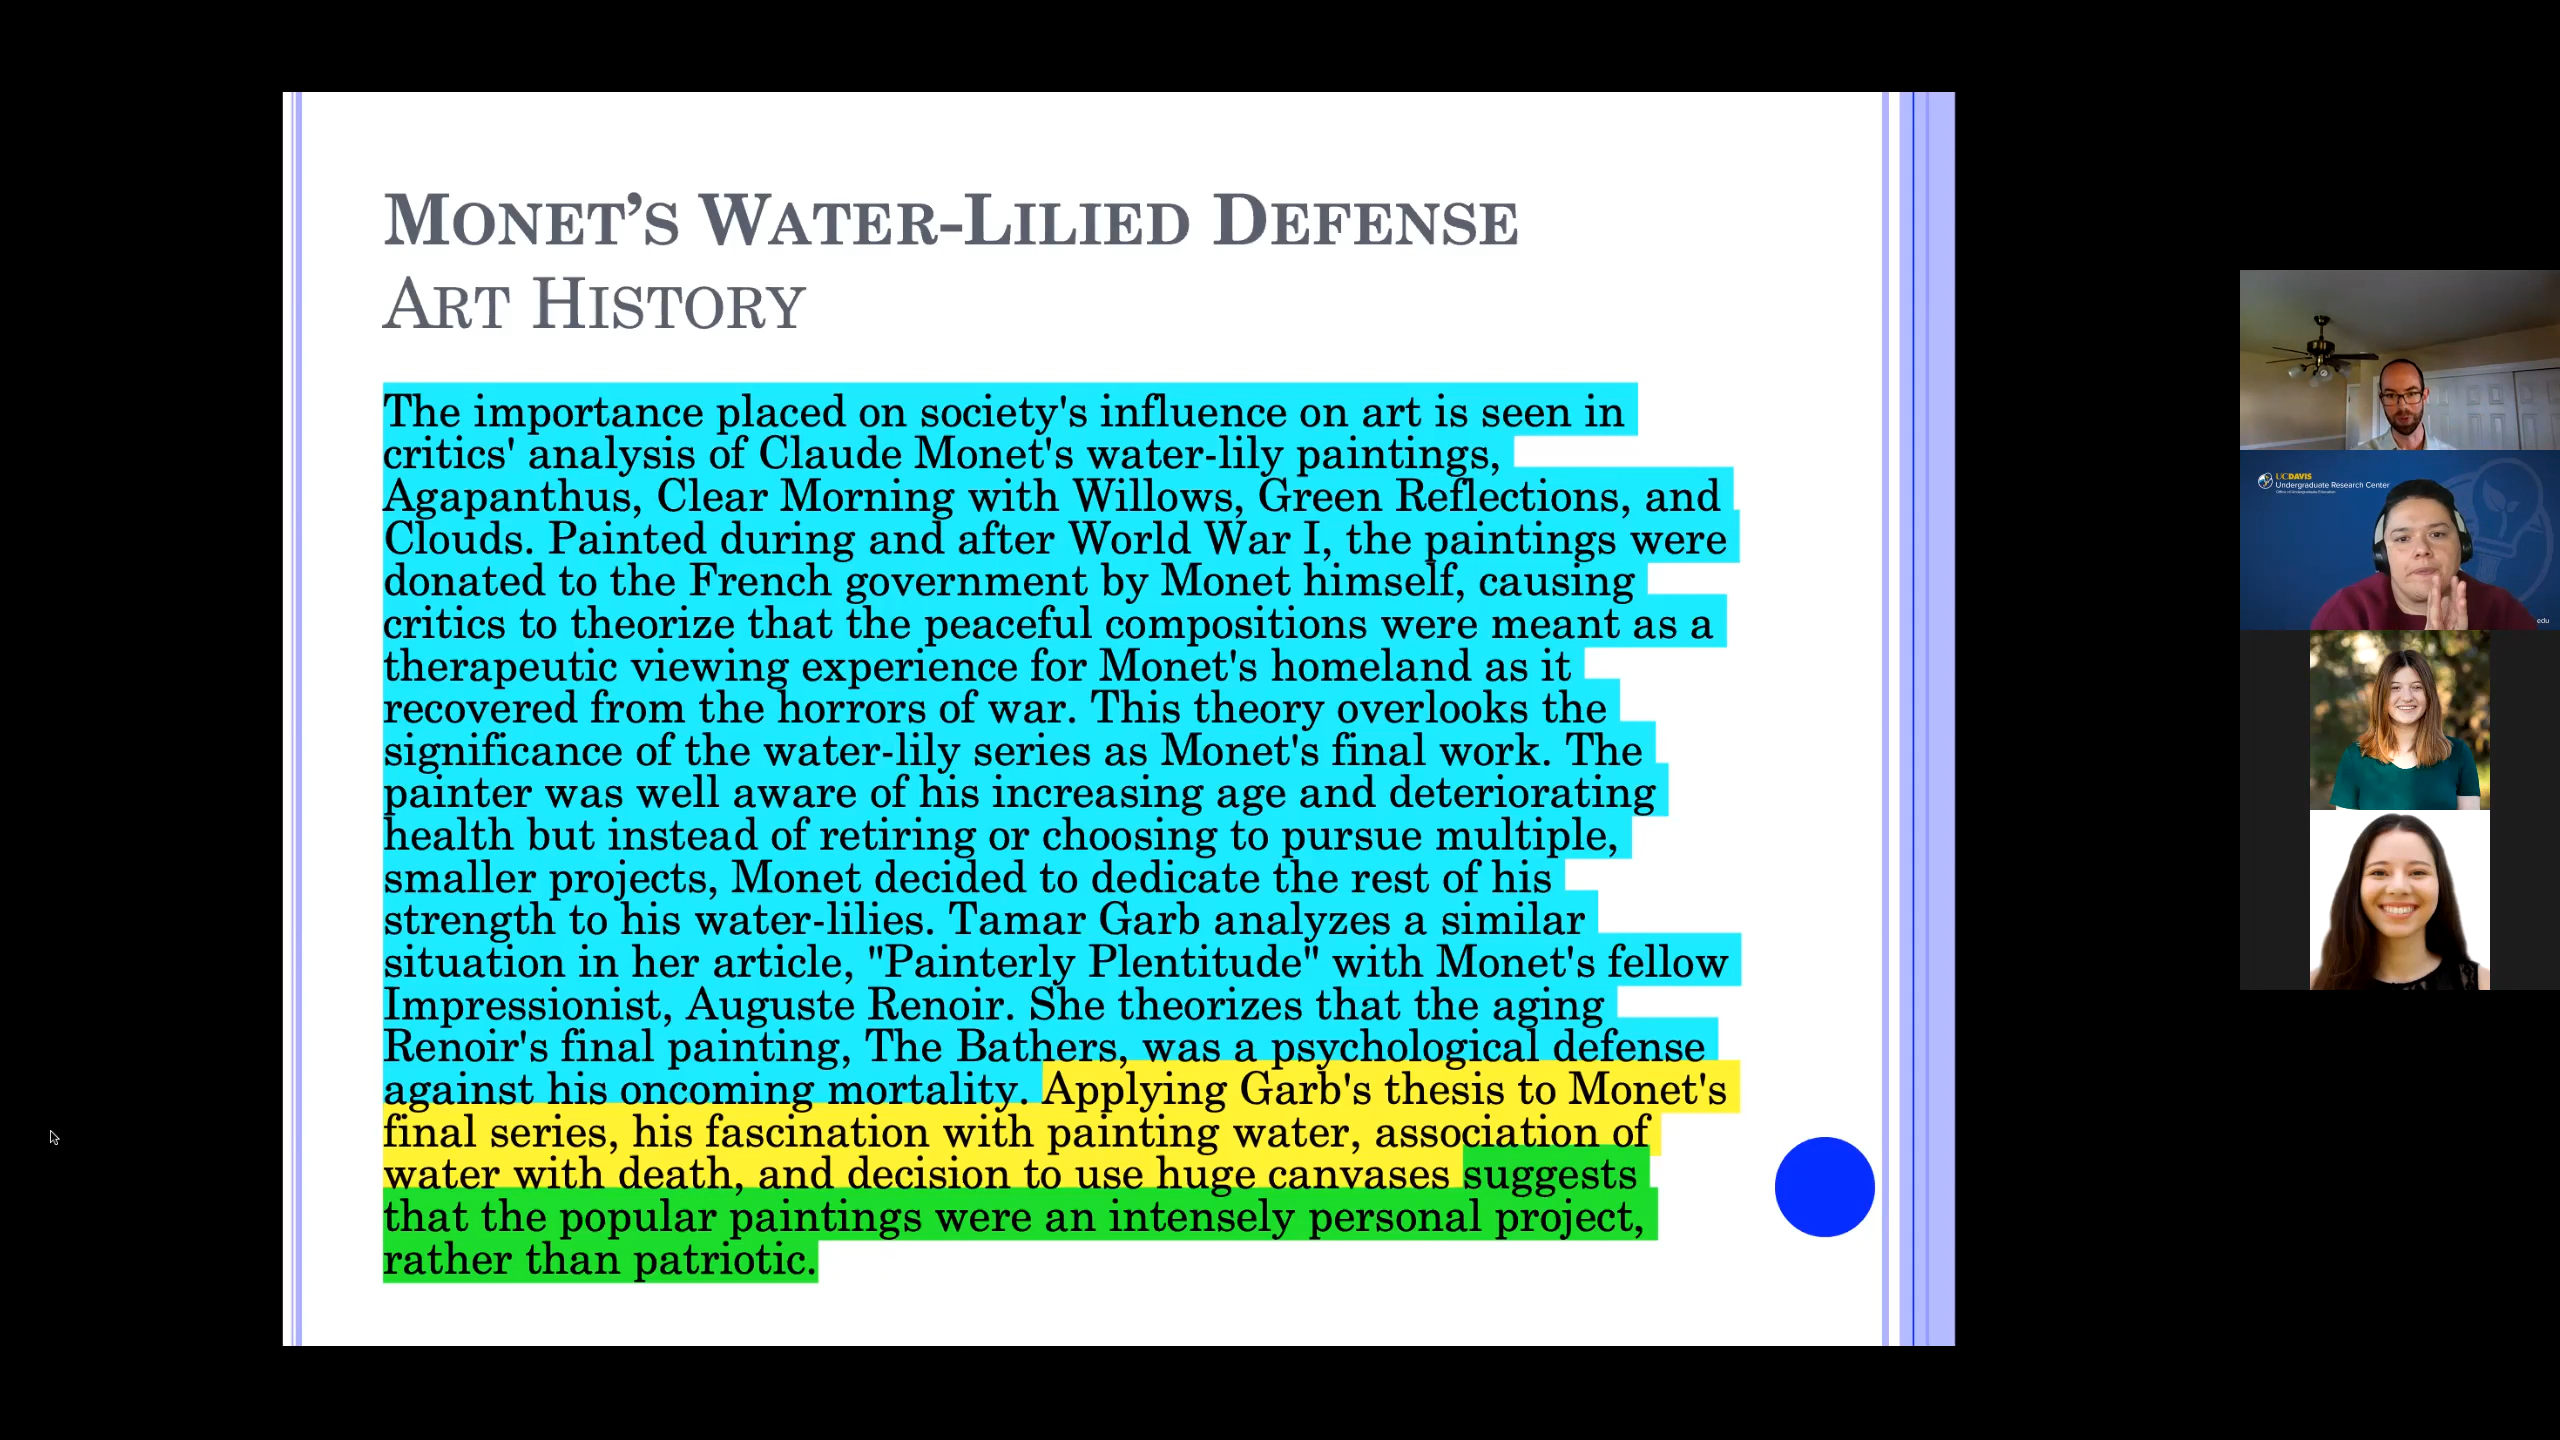 MONET’S WATER-LILIED DEFENSE
ART HISTORY
The importance placed on society's influence on art is seen in
critics' analysis of Claude Monet's water-lily paintings,
Agapanthus, Clear Morning with Willows, Green Reflections, and
Clouds. Painted during and after World War I, the paintings were
donated to the French government by Monet himself, causing
critics to theorize that the peaceful compositions were meant as a
therapeutic viewing experience for Monet's homeland as it
recovered from the horrors of war. This theory overlooks the
significance of the water-lily series as Monet's final work. The
painter was well aware of his increasing age and deteriorating
health but instead of retiring or choosing to pursue multiple,
smaller projects, Monet decided to dedicate the rest of his
strength to his water-lilies. Tamar Garb analyzes a similar
situation in her article, "Painterly Plentitude" with Monet's fellow
Impressionist, Auguste Renoir. She theorizes that the aging
Renoir's final painting, The Bathers, was a psychological defense
against his oncoming mortality. Applying Garb's thesis to Monet's
final series, his fascination with painting water, association of
water with death, and decision to use huge canvases suggests
that the popular paintings were an intensely personal project,
rather than patriotic.
UCDAVIS
Undergraduate Research Center
Office of Undergraduate Education
edu